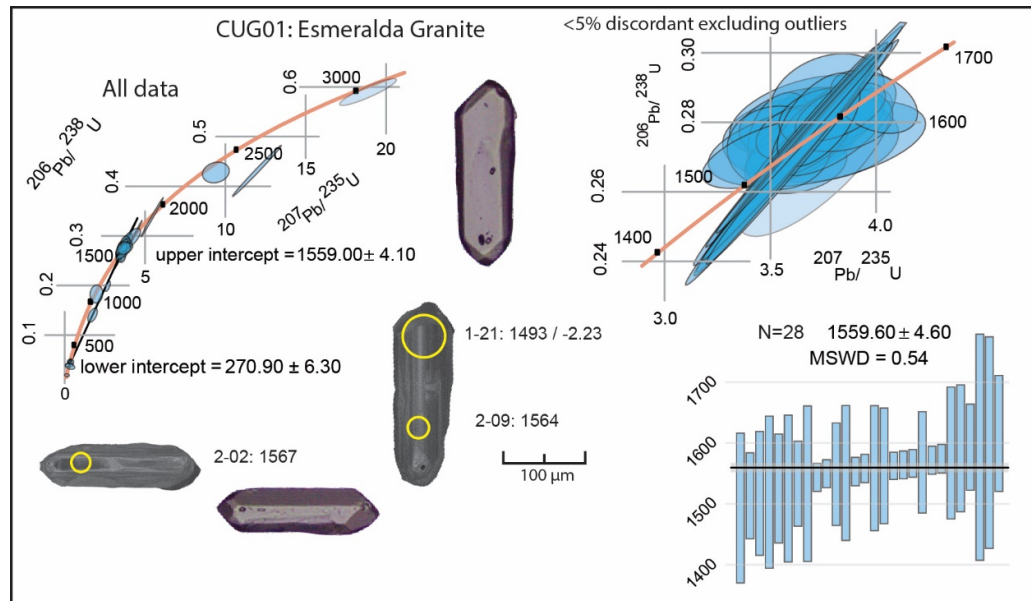 CUG01: Esmeralda Granite
<5% discordant excluding outliers
All data
206Pb/ 238U
207Pb/ 235U
0.6
0.5
0.4
0.3
0.2
0.1
3000
2500
2000
1500
1000
500
20
15
10
5
0
upper intercept = 1559.00 ± 4.10
lower intercept = 270.90 ± 6.30
206Pb/ 238U
207Pb/ 235U
0.30
0.28
0.26
0.24
1700
1600
1500
1400
4.0
3.5
3.0
1-21: 1493 / -2.23
2-09: 1564
2-02: 1567
100 µm
N=28 1559.60 ± 4.60
MSWD = 0.54
1700
1600
1500
1400